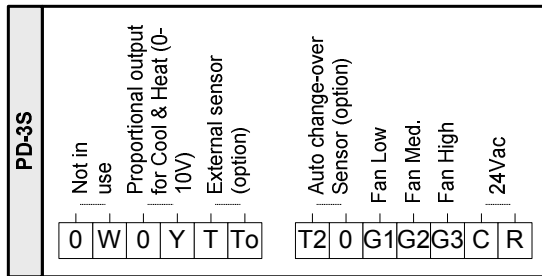 PD-3S
Not in
use
Proportional output
for Cool & Heat (0-
10V)
External sensor
(option)
Auto change-over
Sensor (option)
Fan Low
Fan Med.
Fan High
24Vac
0 W 0 Y T To T2 0 G1 G2 G3 C R